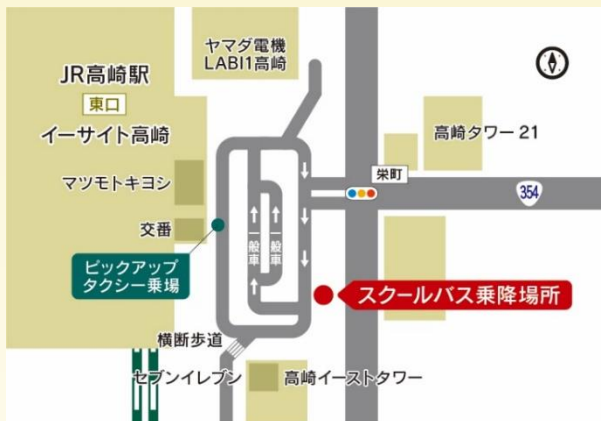 ヤマダ電機
LABI1高崎
JR高崎駅
東口
イーサイト高崎
高崎タワー21
マツモトキヨシ
栄町
354
交番
一般車
一般車
ピックアップ
タクシー乗場
スクールバス乗降場所
横断歩道
セブンイレブン
高崎イーストタワー